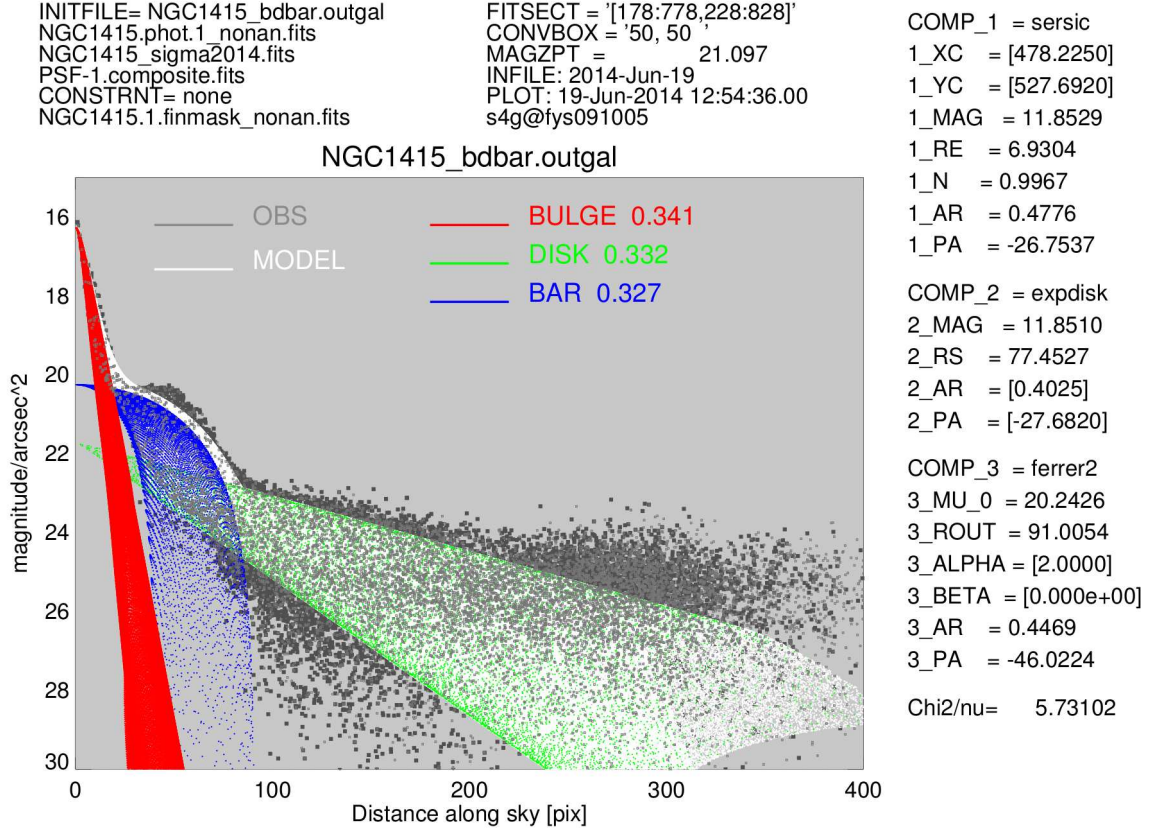 INITFILE= NGC1415_bdbar.outgal
NGC1415.phot.1_nonan.fits
NGC1415_sigma2014.fits
PSF-1.composite.fits
CONSTRNT= none
NGC1415.1.finmask_nonan.fits
FITSECT = '[178:778,228:828]'
CONVBOX = '50, 50 '
MAGZPT = 21.097
INFILE: 2014-Jun-19
PLOT: 19-Jun-2014 12:54:36.00
s4g@fys091005
NGC1415_bdbar.outgal
OBS
MODEL
BULGE 0.341
DISK 0.332
BAR 0.327
magnitude/arcsec^2
16
18
20
22
24
26
28
30
0 100 200 300 400
Distance along sky [pix]
COMP_1 = sersic
1_XC = [478.2250]
1_YC = [527.6920]
1_MAG = 11.8529
1_RE = 6.9304
1_N = 0.9967
1_AR = 0.4776
1_PA = -26.7537
COMP_2 = expdisk
2_MAG = 11.8510
2_RS = 77.4527
2_AR = [0.4025]
2_PA = [-27.6820]
COMP_3 = ferrer2
3_MU_0 = 20.2426
3_ROUT = 91.0054
3_ALPHA = [2.0000]
3_BETA = [0.000e+00]
3_AR = 0.4469
3_PA = -46.0224
Chi2/nu= 5.73102